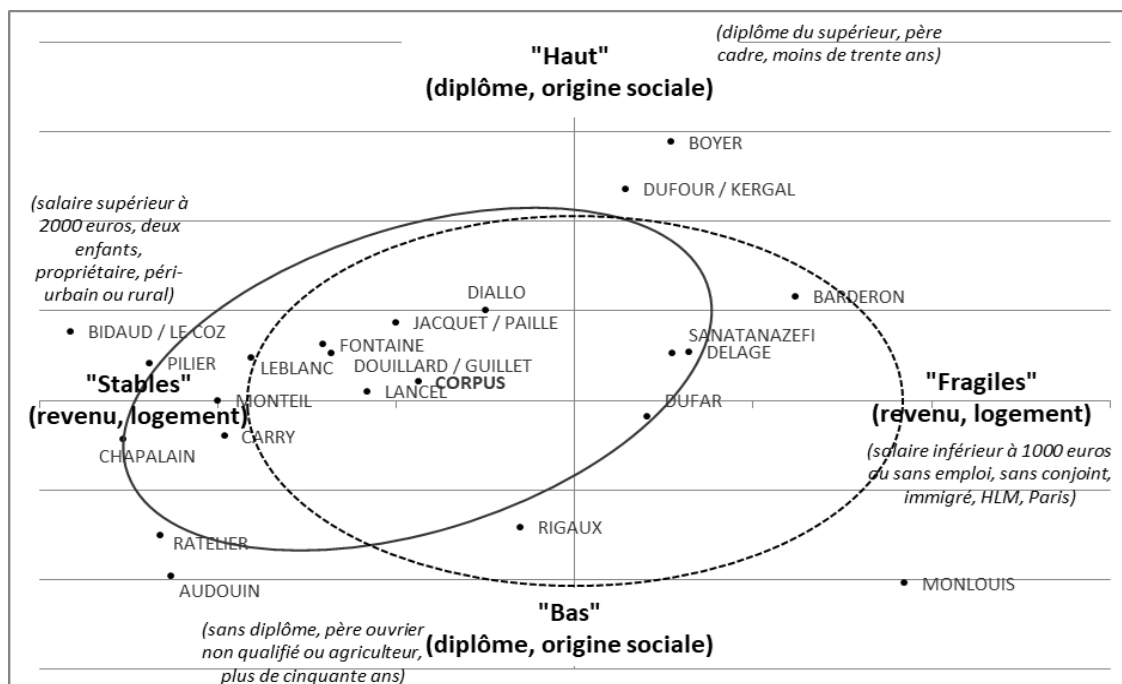 (diplôme du supérieur, père
cadre, moins de trente ans)
"Haut"
(diplôme, origine sociale)
BOYER
DUFOUR / KERGAL
(salaire supérieur à
2000 euros, deux
enfants,
propriétaire, péri-
urbain ou rural)
DIALLO
BARDERON
BIDAUD / LE COZ
JACQUET / PAILLE
SANATANAZEFI
FONTAINE
DELAGE
PILIER
LEBLANC
DOUILLARD / GUILLET
CORPUS
"Stables"
(revenu, logement)
LANCEL
MONTEIL
DUFAR
"Fragiles"
(revenu, logement)
CARRY
CHAPALAIN
(salaire inférieur à 1000 euros
ou sans emploi, sans conjoint,
immigré, HLM, Paris)
RIGAUX
RATELIER
AUDOUIN
MONLOUIS
"Bas"
(diplôme, origine sociale)
(sans diplôme, père ouvrier
non qualifié ou agriculteur,
plus de cinquante ans)